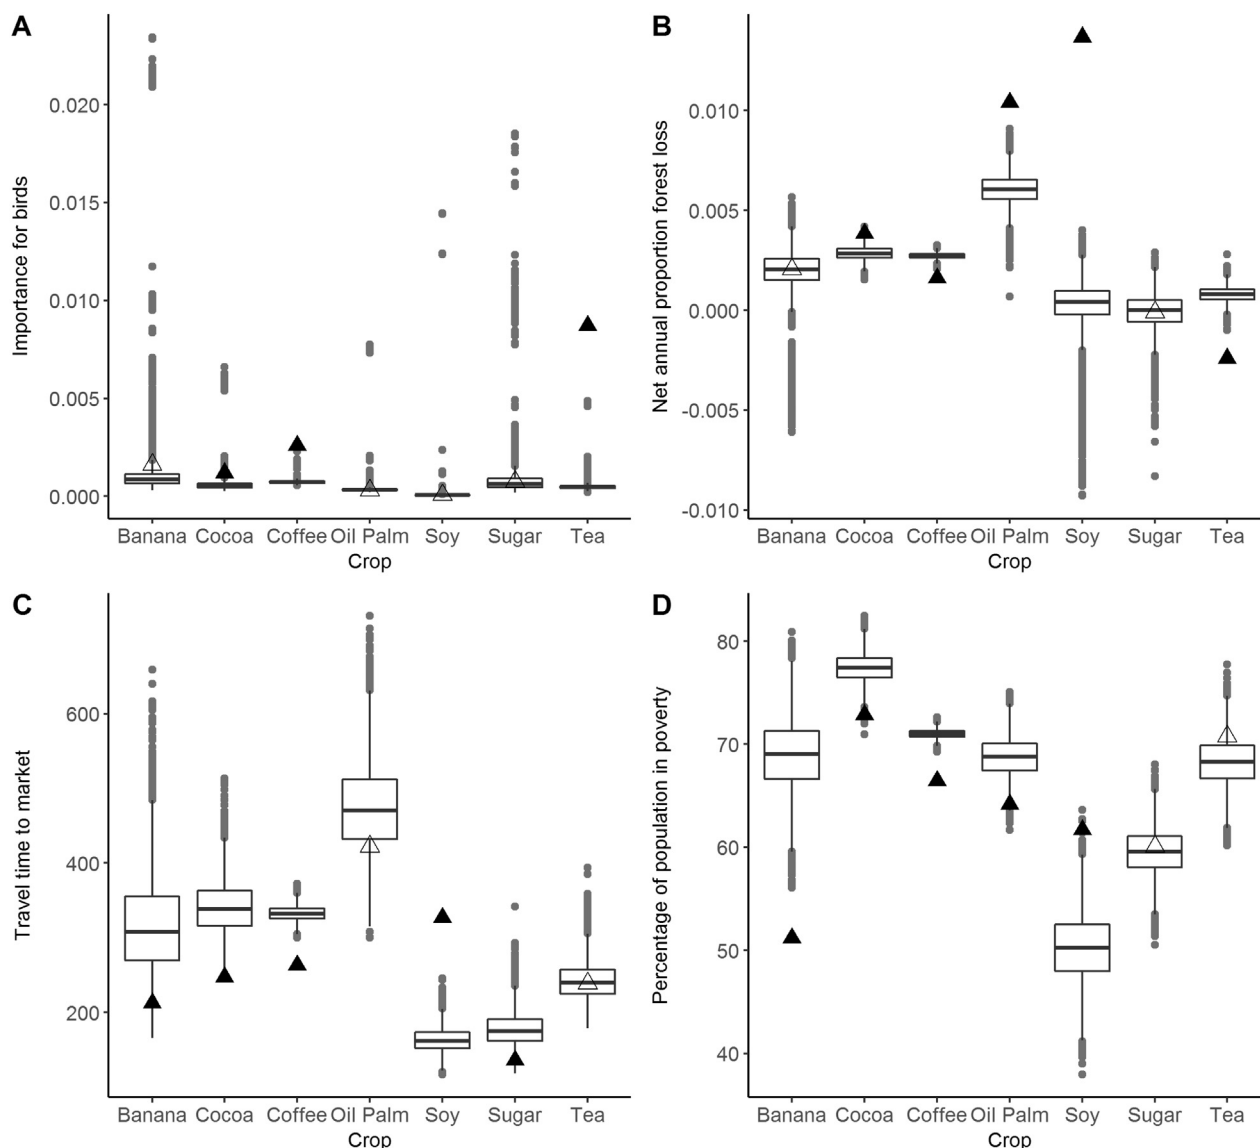 A
Importance for birds
0.020
0.015
0.010
0.005
0.000
Banana Cocoa Coffee Oil Palm Soy Sugar Tea
Crop
B
Net annual proportion forest loss
0.010
0.005
0.000
-0.005
-0.010
Banana Cocoa Coffee Oil Palm Soy Sugar Tea
Crop
C
Travel time to market
600
400
200
Banana Cocoa Coffee Oil Palm Soy Sugar Tea
Crop
D
Percentage of population in poverty
80
70
60
50
40
Banana Cocoa Coffee Oil Palm Soy Sugar Tea
Crop